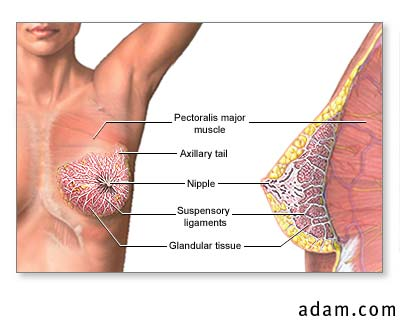 Pectoralis major
muscle
Axillary tail
Nipple
Suspensory
ligaments
Glandular tissue
adam.com